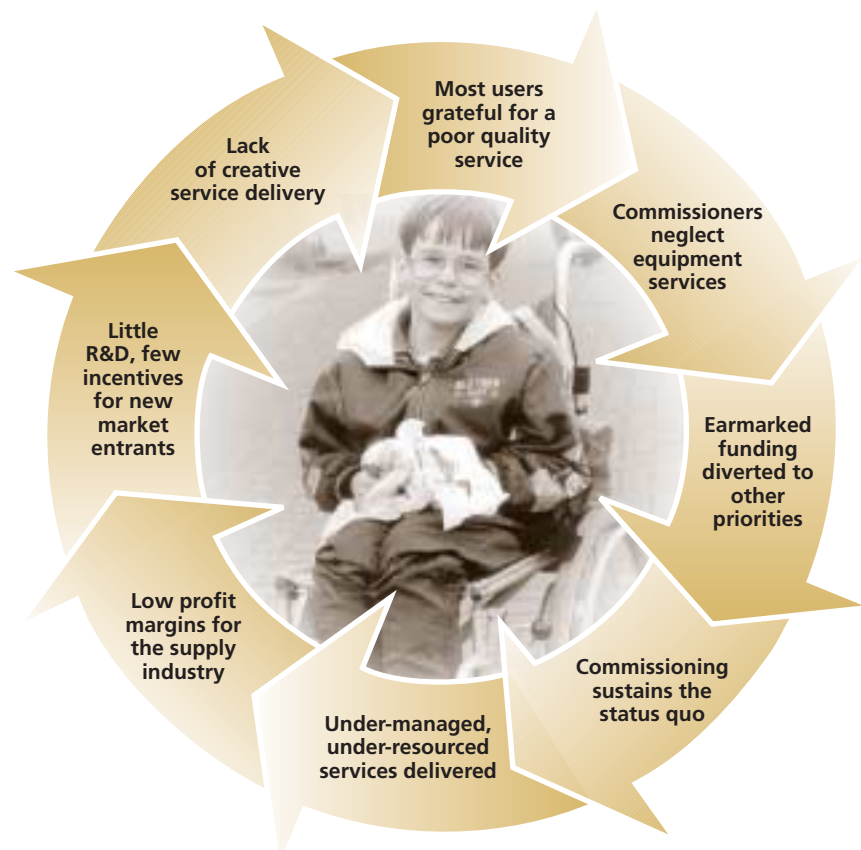 Most users
grateful for a
poor quality
service
Commissioners
neglect
equipment
services
Earmarked
funding
diverted to
other
priorities
Commissioning
sustains the
status quo
Under-managed,
under-resourced
services delivered
Low profit
margins for
the supply
industry
Little
R&D, few
incentives
for new
market
entrants
Lack
of creative
service delivery